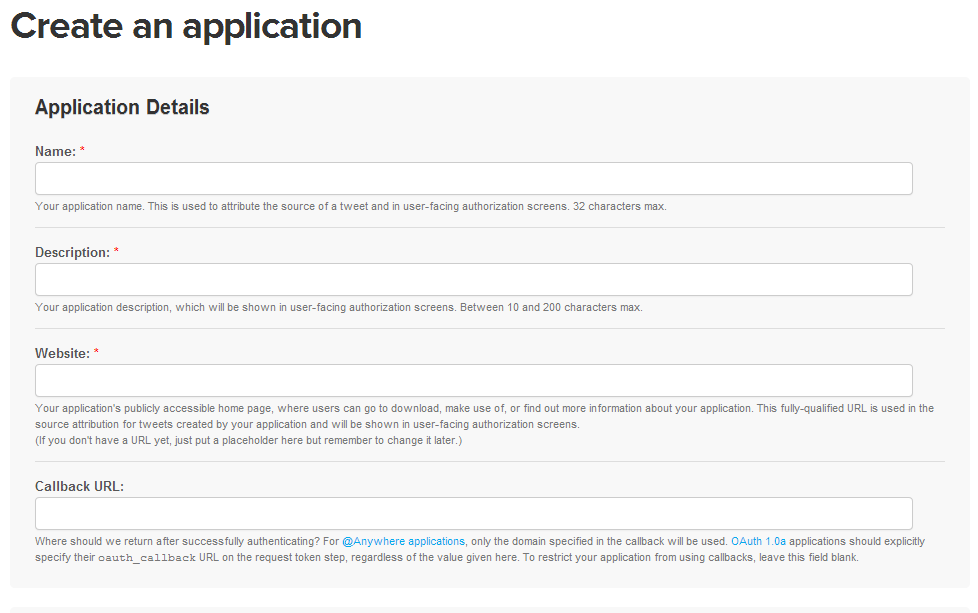 Create an application
Application Details
Name: *
Your application name. This is used to attribute the source of a tweet and in user-facing authorization screens. 32 characters max.
Description: *
Your application description, which will be shown in user-facing authorization screens. Between 10 and 200 characters max.
Website: *
Your application's publicly accessible home page, where users can go to download, make use of, or find out more information about your application. This fully-qualified URL is used in the
source attribution for tweets created by your application and will be shown in user-facing authorization screens.
(If you don't have a URL yet, just put a placeholder here but remember to change it later.)
Callback URL:
Where should we return after successfully authenticating? For @Anywhere applications, only the domain specified in the callback will be used. OAuth 1.0a applications should explicitly
specify their oauth_callback URL on the request token step, regardless of the value given here. To restrict your application from using callbacks, leave this field blank.